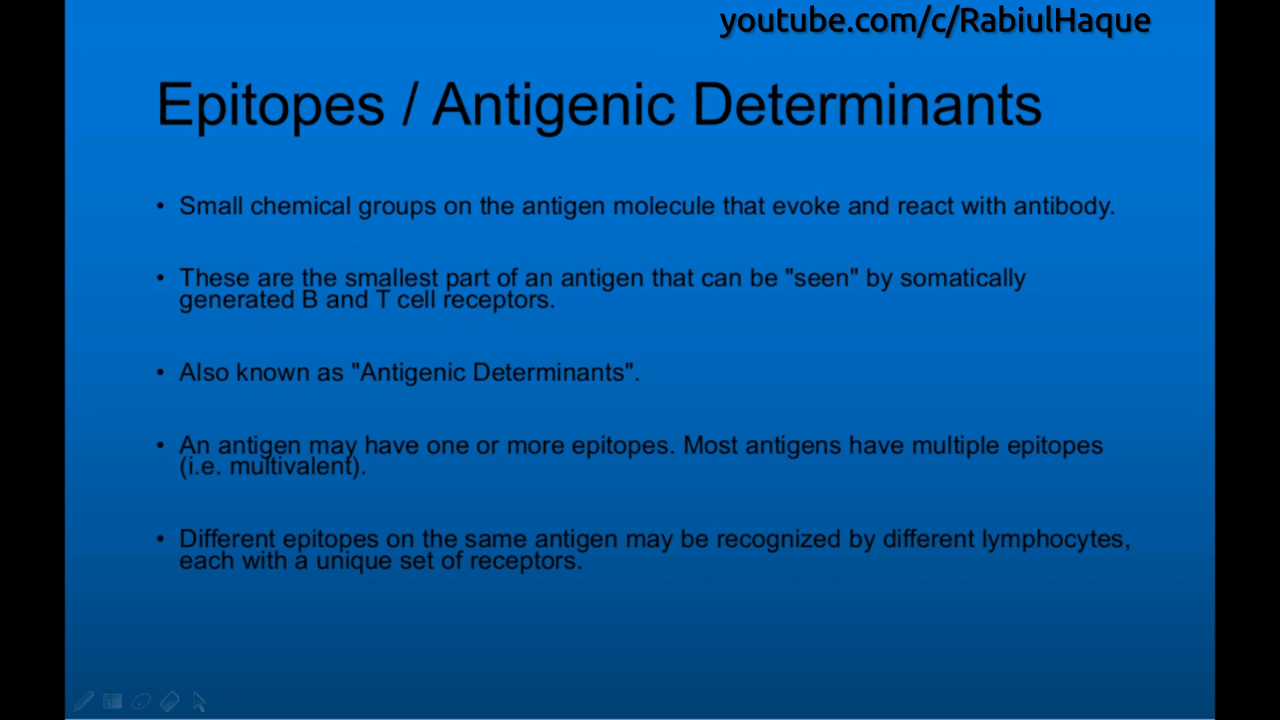 youtube.com/c/RabiulHaque
Epitopes / Antigenic Determinants
• Small chemical groups on the antigen molecule that evoke and react with antibody.
• These are the smallest part of an antigen that can be "seen" by somatically
generated B and T cell receptors.
• Also known as "Antigenic Determinants".
• An antigen may have one or more epitopes. Most antigens have multiple epitopes
(i.e. multivalent).
• Different epitopes on the same antigen may be recognized by different lymphocytes,
each with a unique set of receptors.